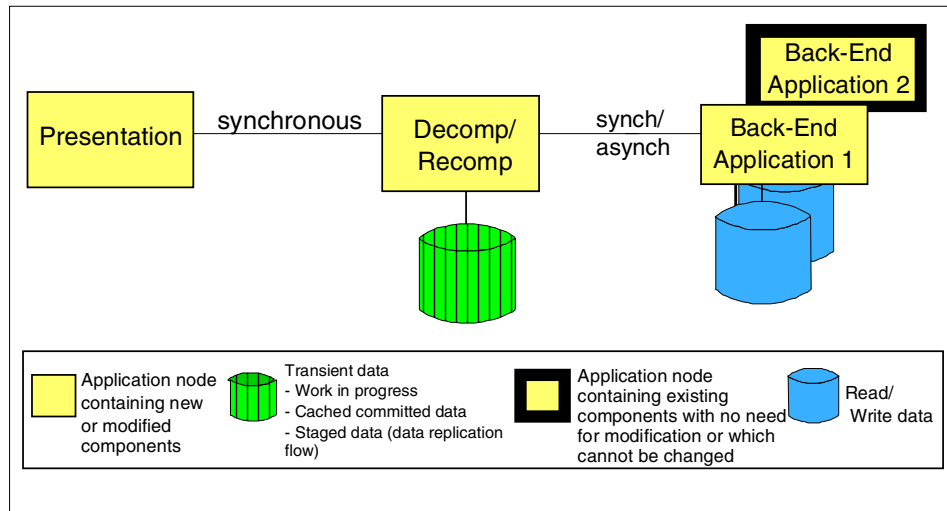 Back-End
Application 2
Presentation
synchronous
Decomp/
Recomp
synch/
asynch
Back-End
Application 1
Application node
containing new
or modified
components
Transient data
- Work in progress
- Cached committed data
- Staged data (data replication
flow)
Application node
containing existing
components with no need
for modification or which
cannot be changed
Read/
Write data